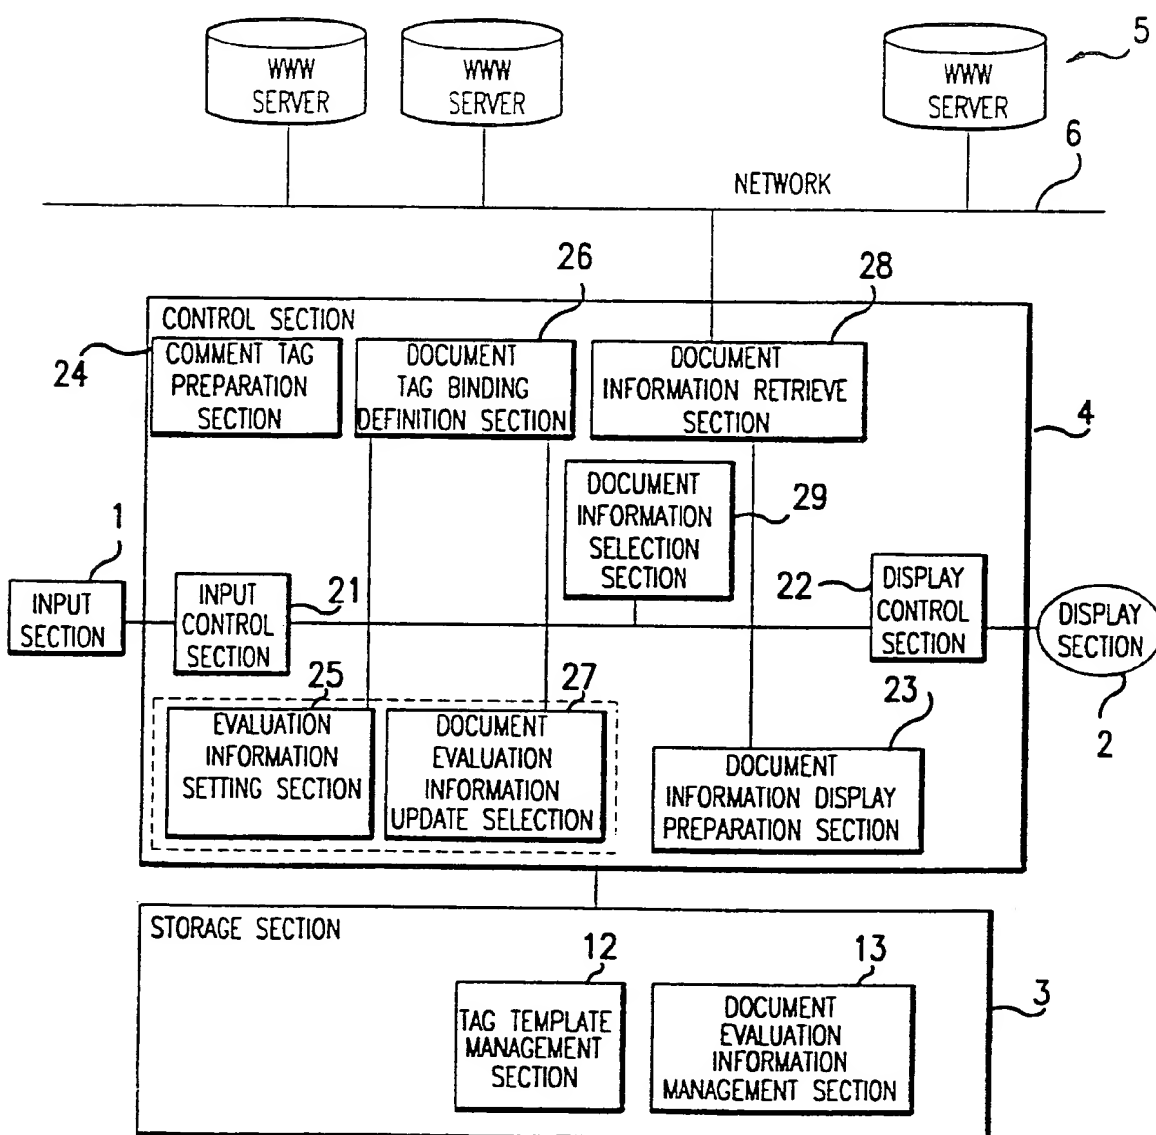 WWW
SERVER
WWW
SERVER
WWW
SERVER
5
6
NETWORK
26
28
CONTROL SECTION
24
COMMENT TAG
PREPARATION
SECTION
DOCUMENT
TAG BINDING
DEFINITION SECTION
DOCUMENT
INFORMATION RETRIEVE
SECTION
4
DOCUMENT
INFORMATION
SELECTION
SECTION
29
1
INPUT
SECTION
INPUT
CONTROL
SECTION
21
22
DISPLAY
CONTROL
SECTION
DISPLAY
SECTION
2
25
EVALUATION
INFORMATION
SETTING SECTION
27
DOCUMENT
EVALUATION
INFORMATION
UPDATE SELECTION
23
DOCUMENT
INFORMATION DISPLAY
PREPARATION SECTION
STORAGE SECTION
12
TAG TEMPLATE
MANAGEMENT
SECTION
13
DOCUMENT
EVALUATION
INFORMATION
MANAGEMENT SECTION
3